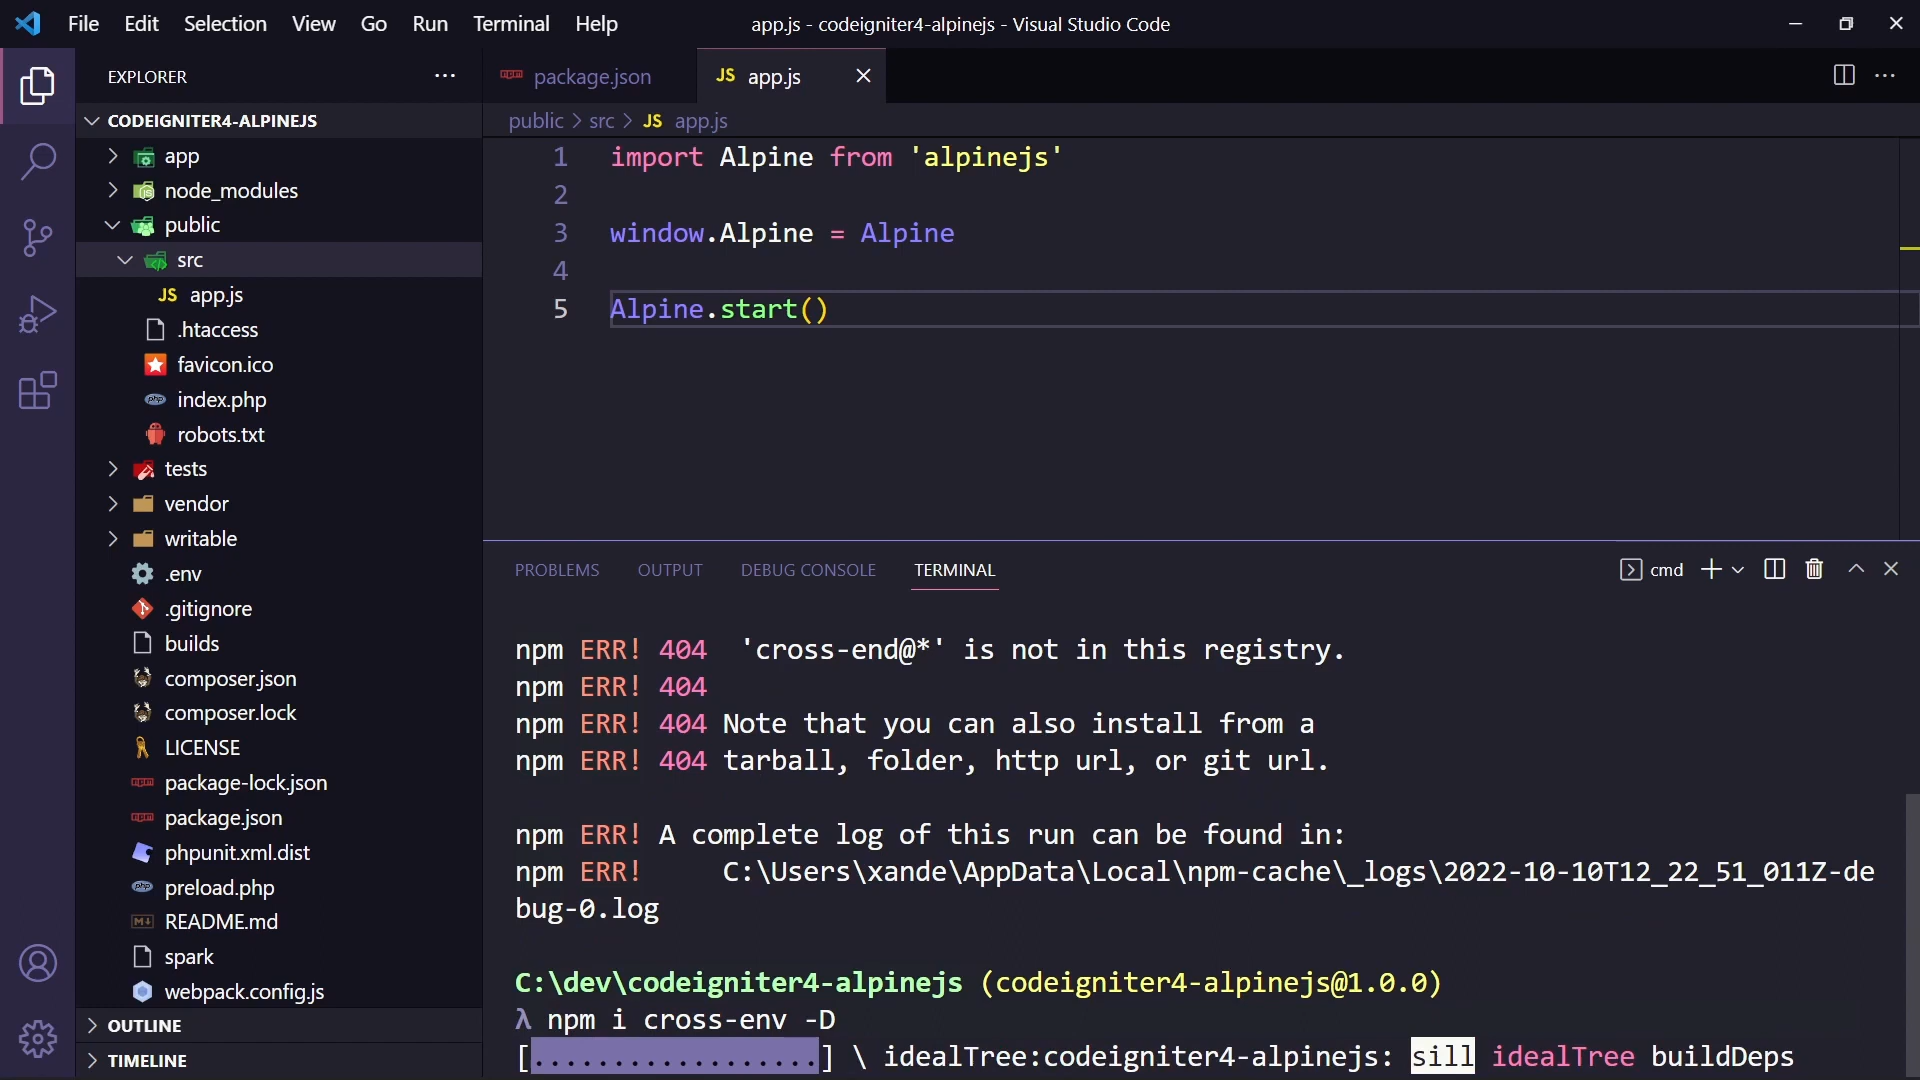 File Edit Selection View Go Run Terminal Help
app.js - codeigniter4-alpinejs - Visual Studio Code
EXPLORER
CODEIGNITER4-ALPINEJS
app
node_modules
public
src
JS app.js
.htaccess
favicon.ico
php index.php
robots.txt
tests
vendor
writable
.env
.gitignore
builds
composer.json
composer.lock
LICENSE
package-lock.json
package.json
phpunit.xml.dist
php preload.php
README.md
spark
webpack.config.js
OUTLINE
TIMELINE
package.json
JS app.js
public > src > JS app.js
1 import Alpine from 'alpinejs'
2
3 window.Alpine = Alpine
4
5 Alpine.start()
PROBLEMS OUTPUT DEBUG CONSOLE TERMINAL
cmd
npm ERR! 404  'cross-end@*' is not in this registry.
npm ERR! 404
npm ERR! 404 Note that you can also install from a
npm ERR! 404 tarball, folder, http url, or git url.
npm ERR! A complete log of this run can be found in:
npm ERR!     C:\Users\xande\AppData\Local\npm-cache\_logs\2022-10-10T12_22_51_011Z-de
bug-0.log
C:\dev\codeigniter4-alpinejs (codeigniter4-alpinejs@1.0.0)
λ npm i cross-env -D
[..................] \ idealTree:codeigniter4-alpinejs: sill idealTree buildDeps